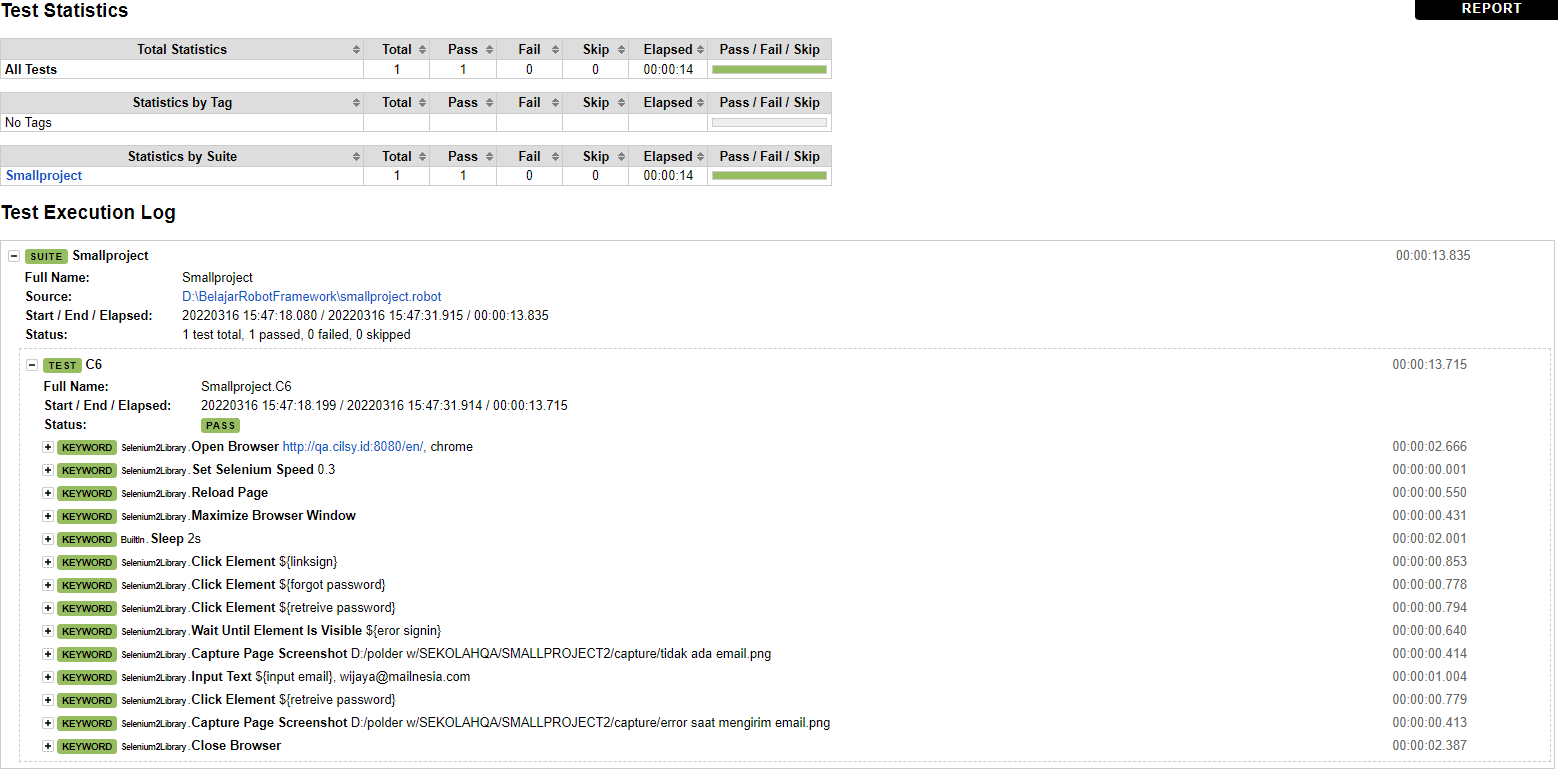 Test Statistics
REPORT
Total Statistics Total Pass Fail Skip Elapsed Pass / Fail / Skip
All Tests 1 1 0 0 00:00:14
Statistics by Tag Total Pass Fail Skip Elapsed Pass / Fail / Skip
No Tags
Statistics by Suite Total Pass Fail Skip Elapsed Pass / Fail / Skip
Smallproject 1 1 0 0 00:00:14
Test Execution Log
SUITE Smallproject 00:00:13.835
Full Name: Smallproject
Source: D:\BelajarRobotFramework\smallproject.robot
Start / End / Elapsed: 20220316 15:47:18.080 / 20220316 15:47:31.915 / 00:00:13.835
Status: 1 test total, 1 passed, 0 failed, 0 skipped
TEST C6 00:00:13.715
Full Name: Smallproject.C6
Start / End / Elapsed: 20220316 15:47:18.199 / 20220316 15:47:31.914 / 00:00:13.715
Status: PASS
KEYWORD Selenium2Library.Open Browser http://qa.cilsy.id:8080/en/, chrome 00:00:02.666
KEYWORD Selenium2Library.Set Selenium Speed 0.3 00:00:00.001
KEYWORD Selenium2Library.Reload Page 00:00:00.550
KEYWORD Selenium2Library.Maximize Browser Window 00:00:00.431
KEYWORD BuiltIn.Sleep 2s 00:00:02.001
KEYWORD Selenium2Library.Click Element ${linksign} 00:00:00.853
KEYWORD Selenium2Library.Click Element ${forgot password} 00:00:00.778
KEYWORD Selenium2Library.Click Element ${retreive password} 00:00:00.794
KEYWORD Selenium2Library.Wait Until Element Is Visible ${eror signin} 00:00:00.640
KEYWORD Selenium2Library.Capture Page Screenshot D:/polder w/SEKOLAHQA/SMALLPROJECT2/capture/tidak ada email.png 00:00:00.414
KEYWORD Selenium2Library.Input Text ${input email}, wijaya@mailnesia.com 00:00:01.004
KEYWORD Selenium2Library.Click Element ${retreive password} 00:00:00.779
KEYWORD Selenium2Library.Capture Page Screenshot D:/polder w/SEKOLAHQA/SMALLPROJECT2/capture/error saat mengirim email.png 00:00:00.413
KEYWORD Selenium2Library.Close Browser 00:00:02.387